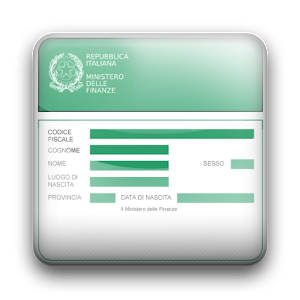 REPUBBLICA
ITALIANA
MINISTERO
DELLE
FINANZE
CODICE
FISCALE
COGNOME
NOME SESSO
LUOGO DI
NASCITA
PROVINCIA DATA DI NASCITA
Il Ministero delle Finanze